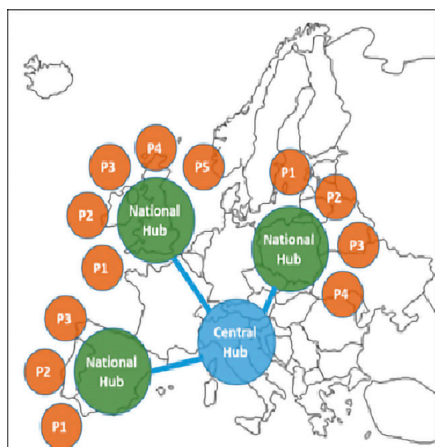 P4
P3
P5
P1
P2
National
Hub
P2
National
Hub
P3
P1
P4
P3
Central
Hub
P2
National
Hub
P1